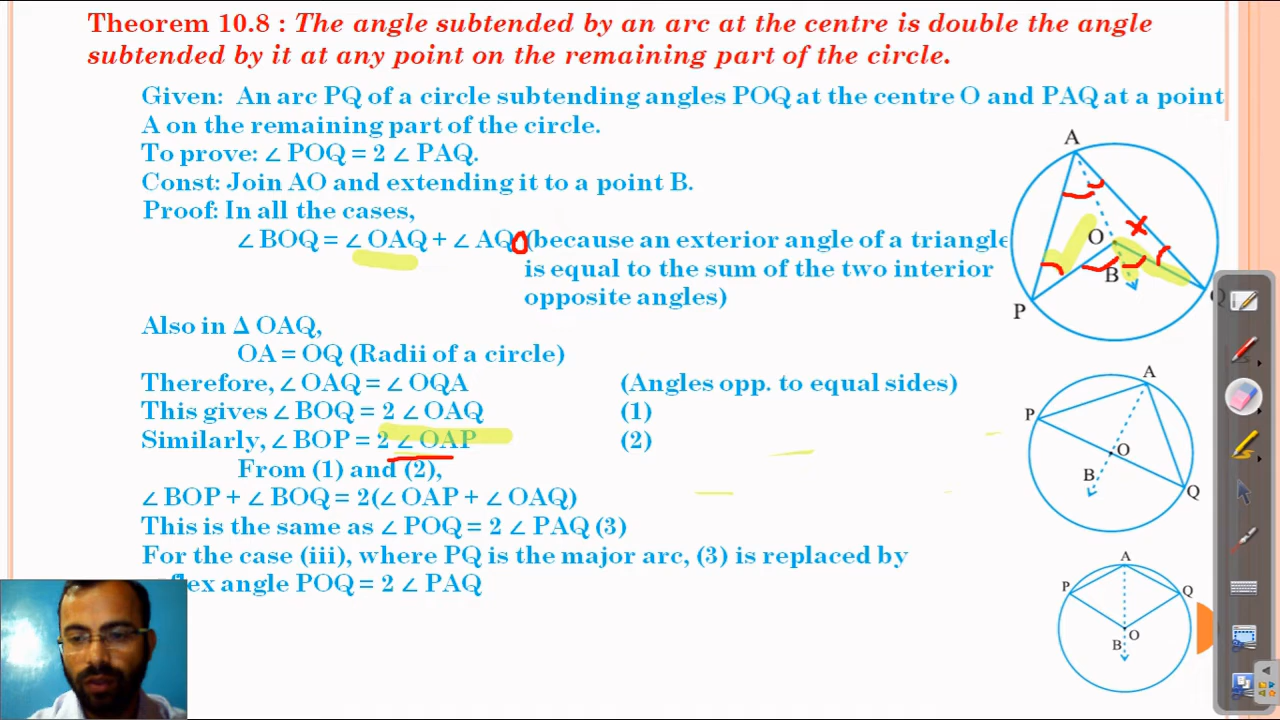 Theorem 10.8 : The angle subtended by an arc at the centre is double the angle
subtended by it at any point on the remaining part of the circle.
Given: An arc PQ of a circle subtending angles POQ at the centre O and PAQ at a point
A on the remaining part of the circle.
To prove: ∠ POQ = 2 ∠ PAQ.
Const: Join AO and extending it to a point B.
Proof: In all the cases,
∠ BOQ = ∠ OAQ + ∠ AQO (because an exterior angle of a triangle
is equal to the sum of the two interior
opposite angles)
Also in Δ OAQ,
OA = OQ (Radii of a circle)
Therefore, ∠ OAQ = ∠ OQA (Angles opp. to equal sides)
This gives ∠ BOQ = 2 ∠ OAQ (1)
Similarly, ∠ BOP = 2 ∠ OAP (2)
From (1) and (2),
∠ BOP + ∠ BOQ = 2(∠ OAP + ∠ OAQ)
This is the same as ∠ POQ = 2 ∠ PAQ (3)
For the case (iii), where PQ is the major arc, (3) is replaced by
angle POQ = 2 ∠ PAQ
A
O
B
P
Q
A
P
O
B
Q
A
P
Q
O
B